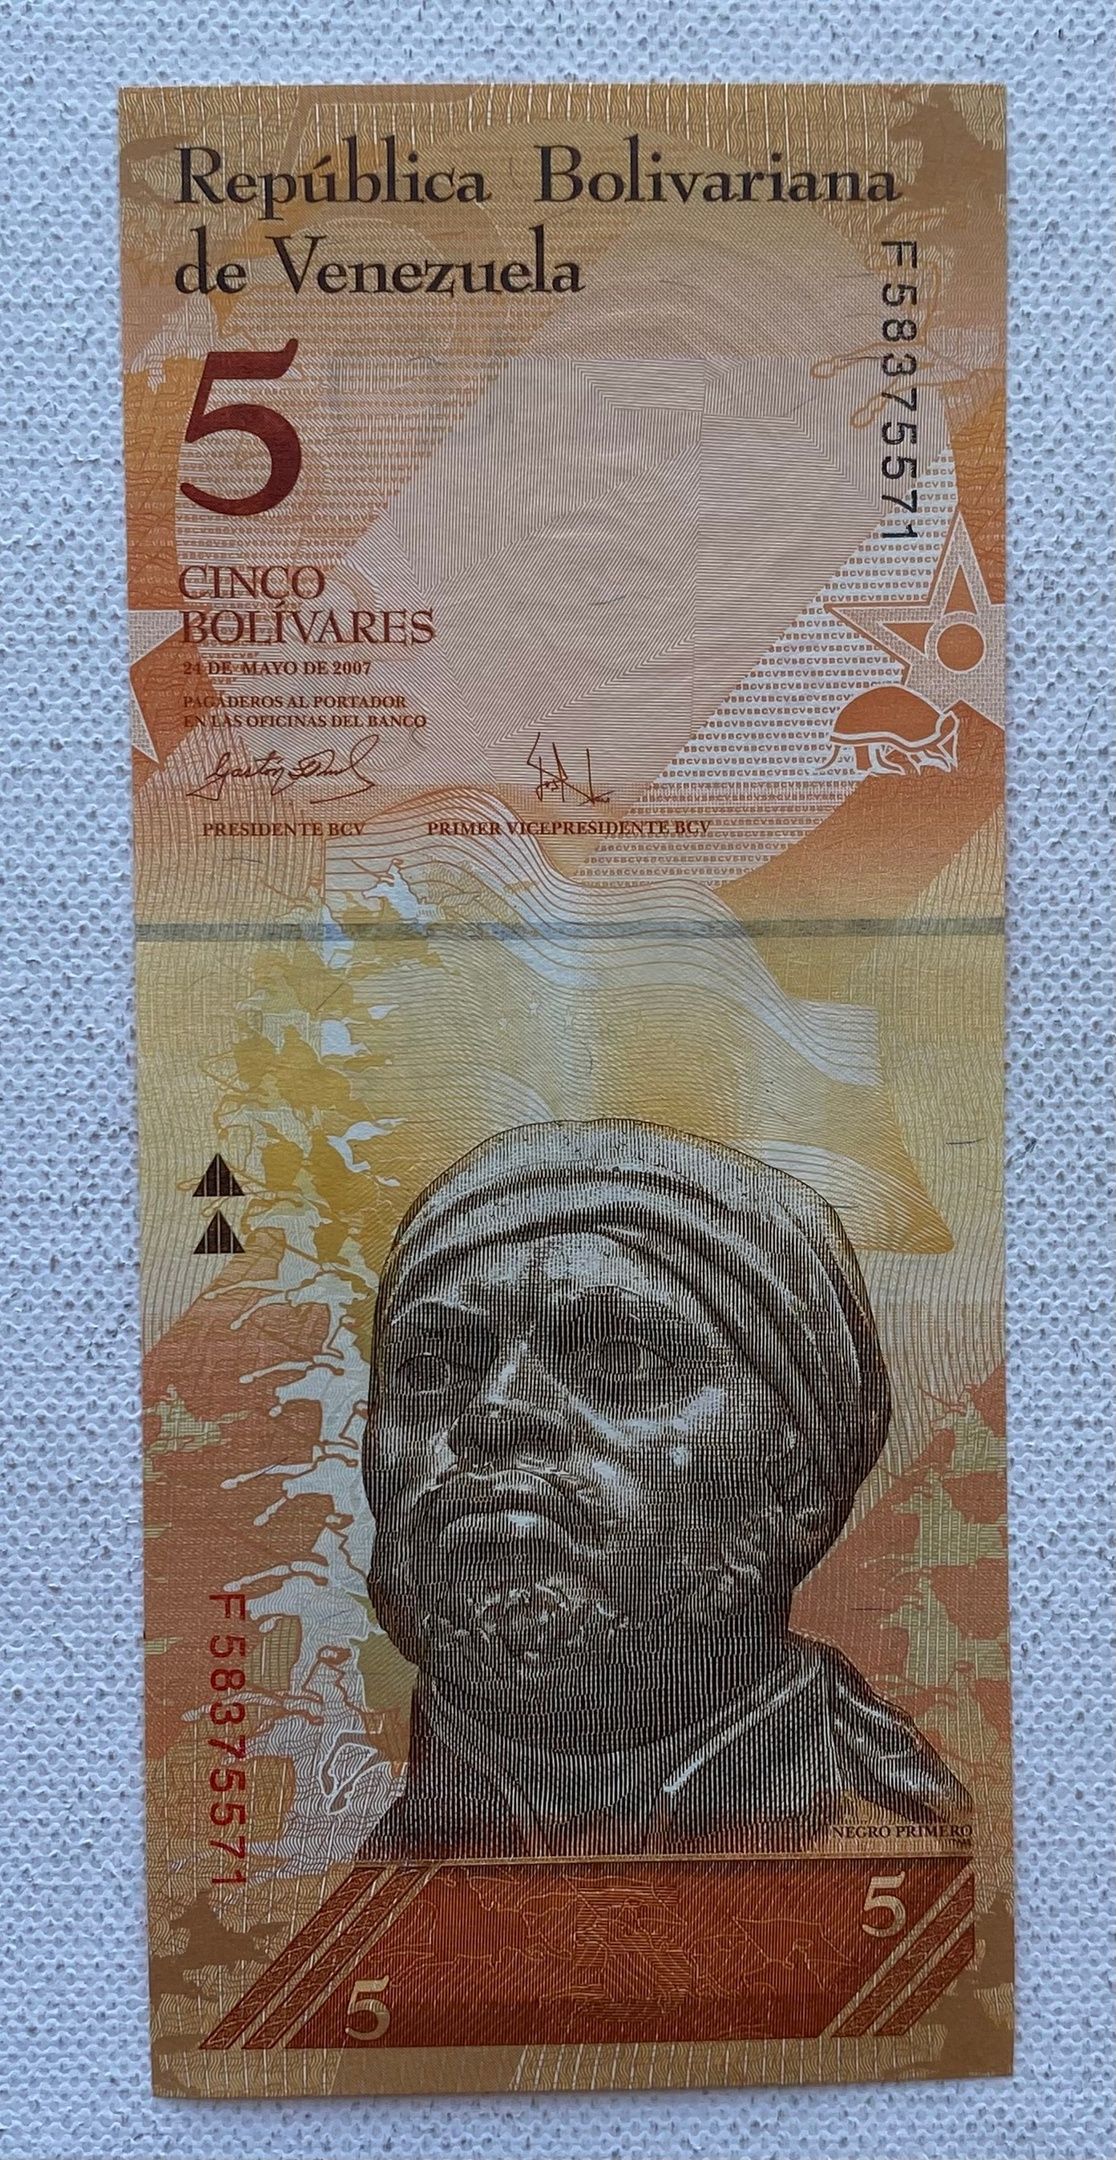 República Bolivariana
de Venezuela
F58375571
5
CINCO
BOLÍVARES
24 DE MAYO DE 2007
PAGADEROS AL PORTADOR
EN LAS OFICINAS DEL BANCO
PRESIDENTE BCV
PRIMER VICEPRESIDENTE BCV
F58375571
NEGRO PRIMERO
5
5